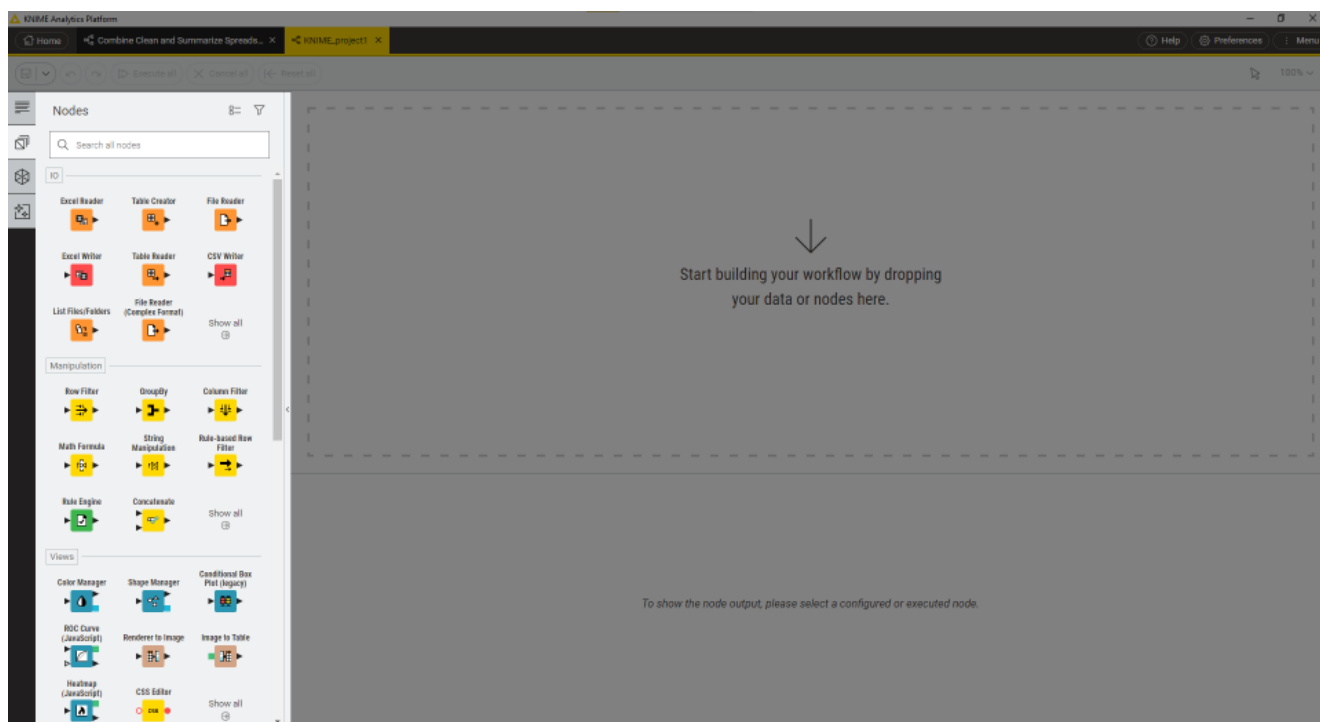 KNIME Analytics Platform
Home
Combine Clean and Summarize Spreads...
KNIME_project1
Help
Preferences
Menu
Execute all
Cancel all
Reset all
100%
Nodes
Search all nodes
IO
Excel Reader
Table Creator
File Reader
Excel Writer
Table Reader
CSV Writer
List Files/Folders
File Reader
(Complex Format)
Show all
Manipulation
Row Filter
GroupBy
Column Filter
Math Formula
String
Manipulation
Rule-based Row
Filter
Rule Engine
Concatenate
Show all
Views
Color Manager
Shape Manager
Conditional Box
Plot (legacy)
ROC Curve
(JavaScript)
Renderer to Image
Image to Table
Heatmap
(JavaScript)
CSS Editor
Show all
Start building your workflow by dropping
your data or nodes here.
To show the node output, please select a configured or executed node.